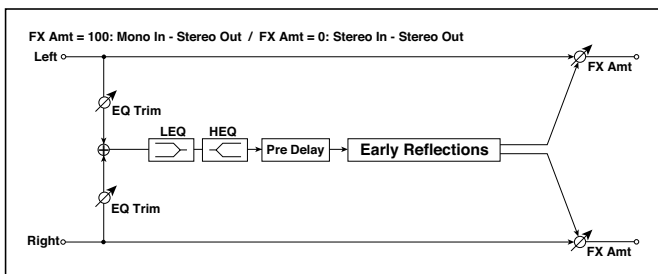 FX Amt = 100: Mono In - Stereo Out / FX Amt = 0: Stereo In - Stereo Out
Left
FX Amt
EQ Trim
LEQ HEQ
Pre Delay Early Reflections
EQ Trim
Right
FX Amt